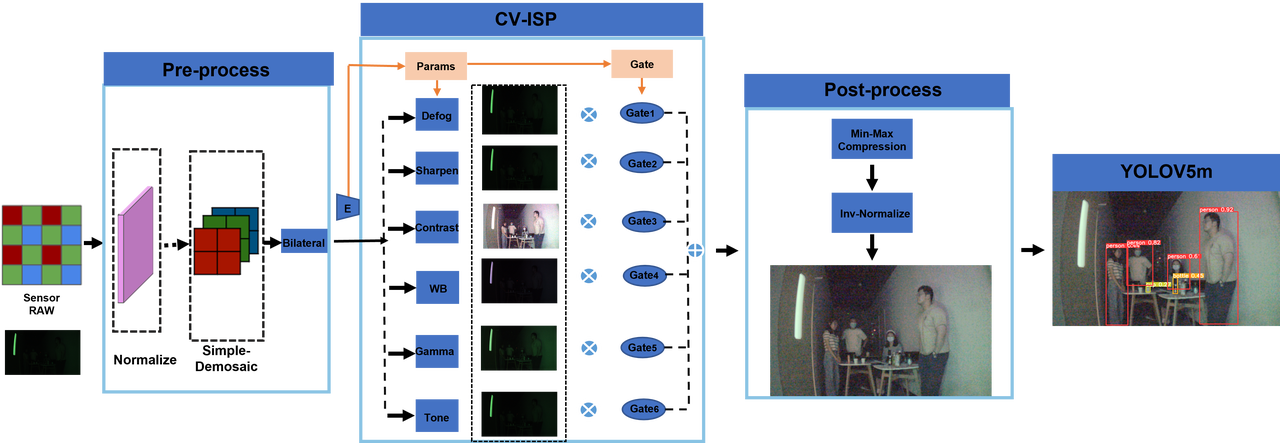 CV-ISP
Pre-process
Params
Gate
Post-process
Defog
Gate1
Min-Max
Compression
Sharpen
Gate2
YOLOV5m
E
Contrast
Gate3
Inv-Normalize
person 0.92
person
person 0.82
person 0.6
bottle 0.43
Bilateral
Sensor
RAW
WB
Gate4
Normalize
Simple-
Demosaic
Gamma
Gate5
Tone
Gate6